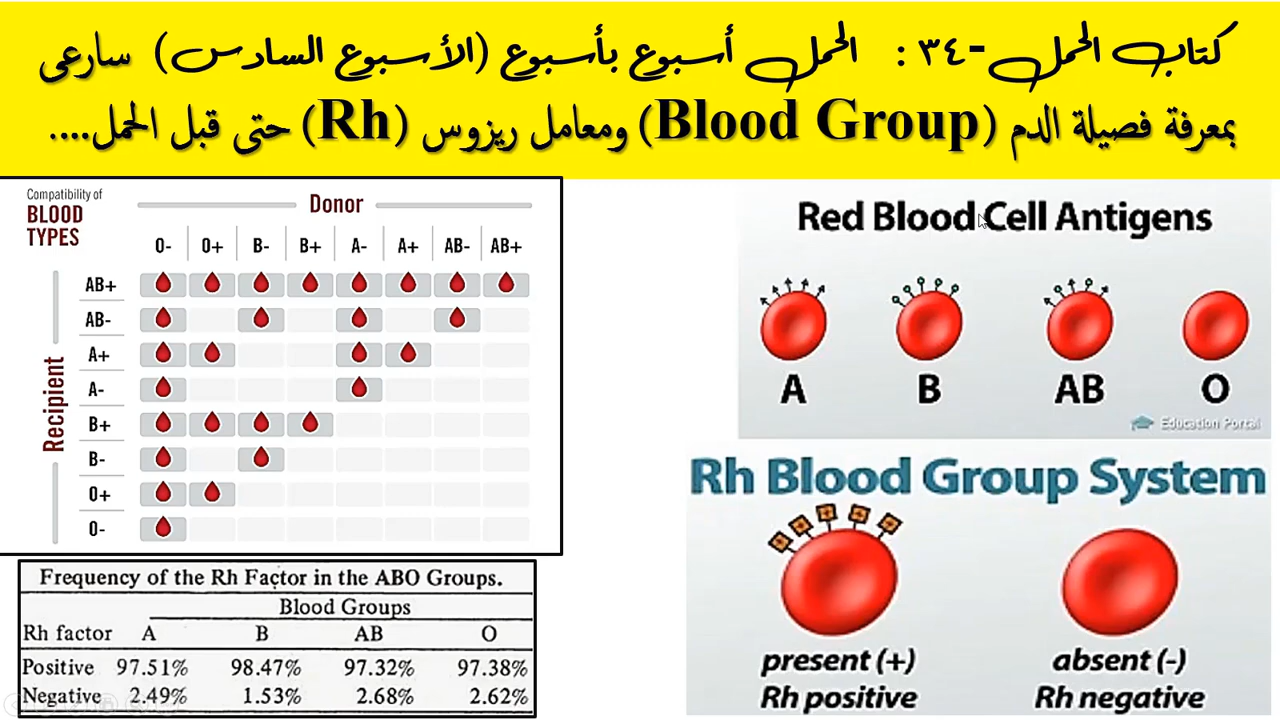 كتاب الحمل -٣٤ : الحمل أسبوع بأسبوع (الأسبوع السادس) سارعى
بمعرفة فصيلة الدم (Blood Group) ومعامل ريزوس (Rh) حتى قبل الحمل....
Compatibility of
BLOOD
TYPES
Donor
O- O+ B- B+ A- A+ AB- AB+
Recipient
AB+
AB-
A+
A-
B+
B-
O+
O-
Frequency of the Rh Factor in the ABO Groups.
Blood Groups
Rh factor A B AB O
Positive 97.51% 98.47% 97.32% 97.38%
Negative 2.49% 1.53% 2.68% 2.62%
Red Blood Cell Antigens
A B AB O
Education Portal
Rh Blood Group System
present (+) absent (-)
Rh positive Rh negative